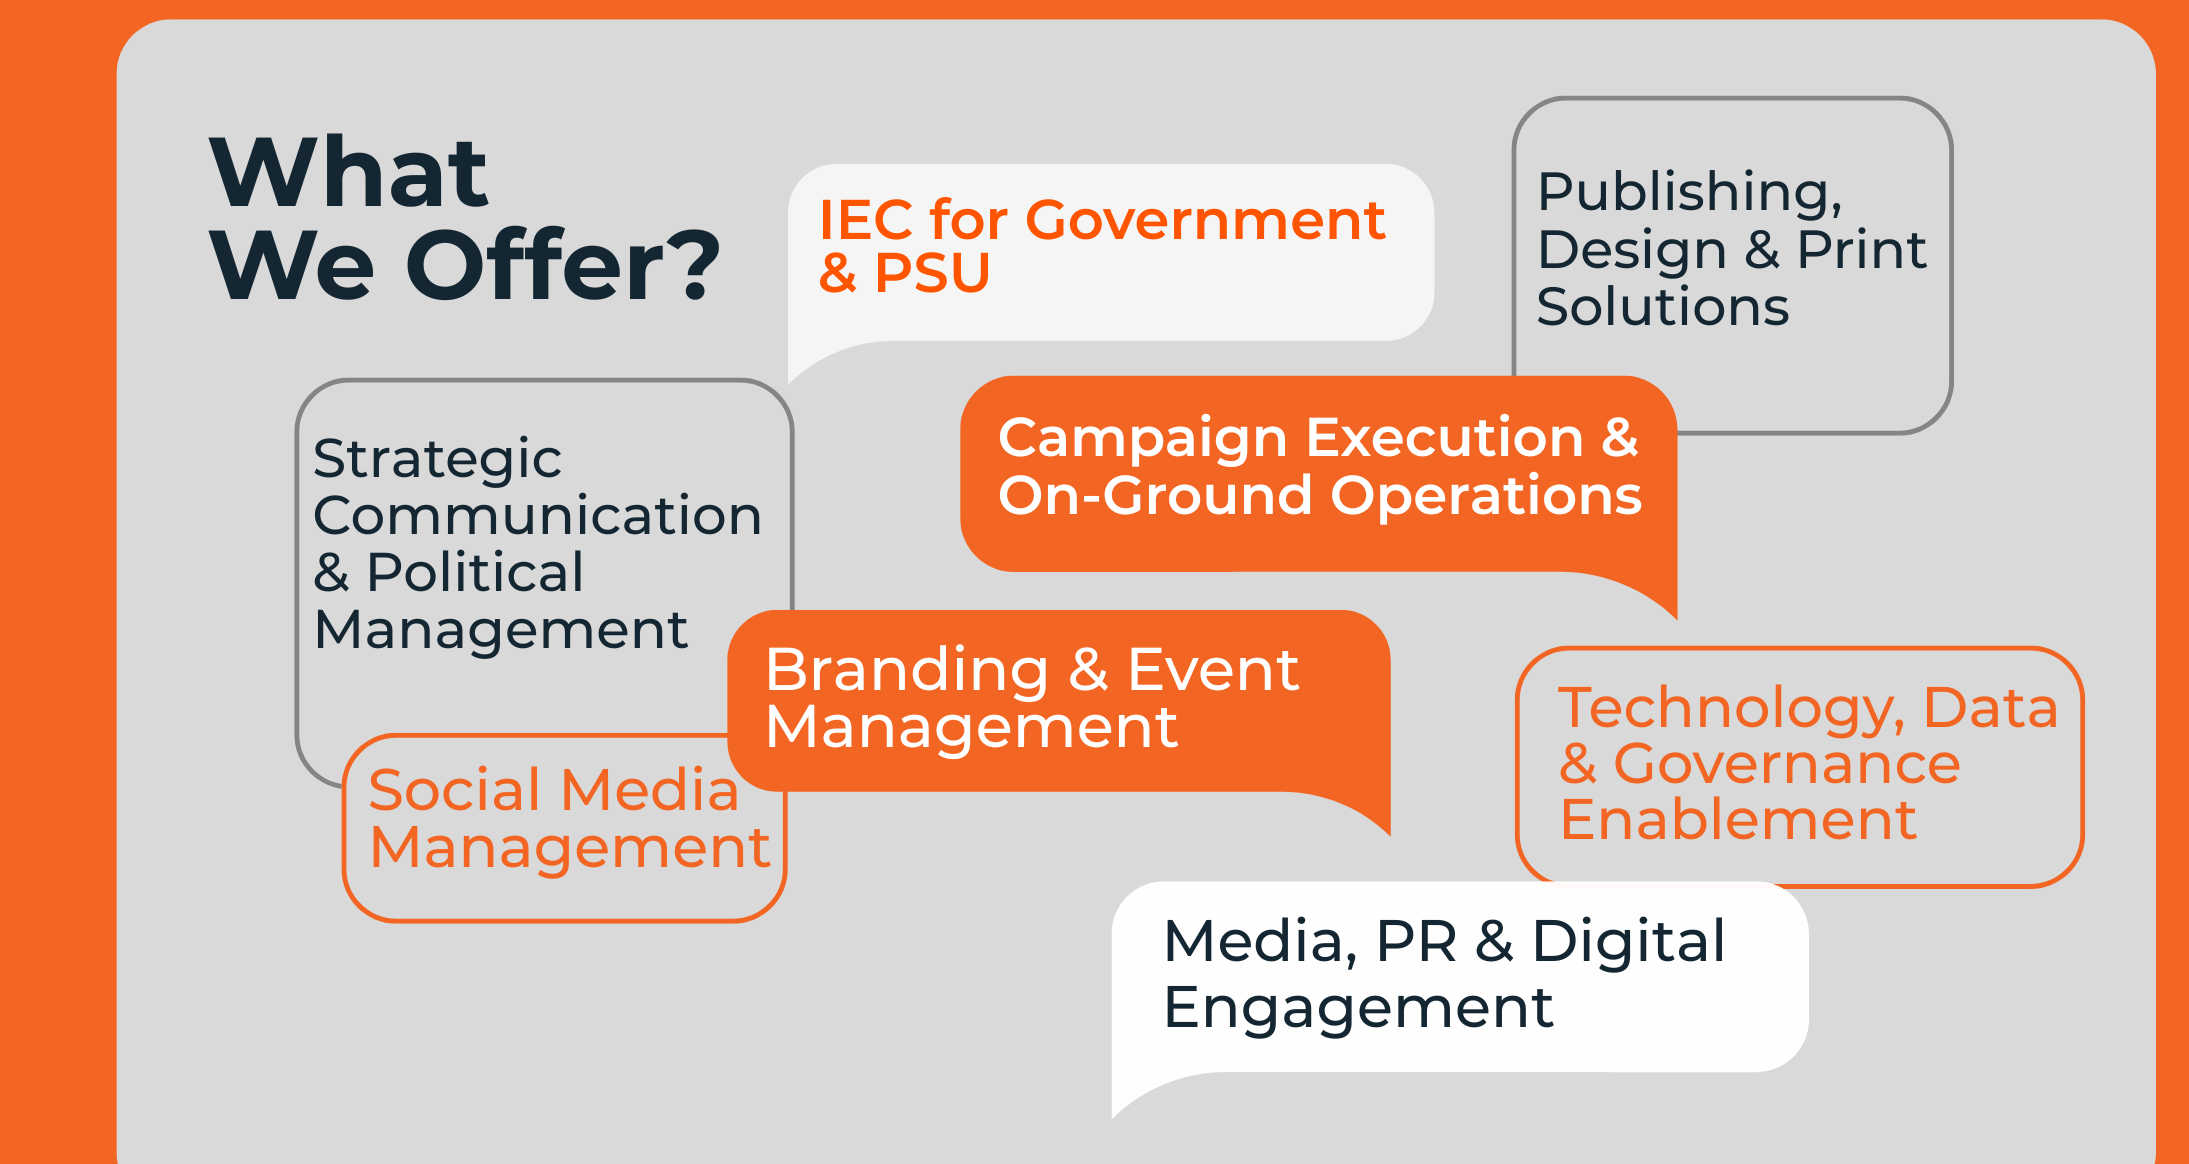 What
We Offer?
IEC for Government
& PSU
Publishing,
Design & Print
Solutions
Strategic
Communication
& Political
Management
Campaign Execution &
On-Ground Operations
Branding & Event
Management
Social Media
Management
Technology, Data
& Governance
Enablement
Media, PR & Digital
Engagement